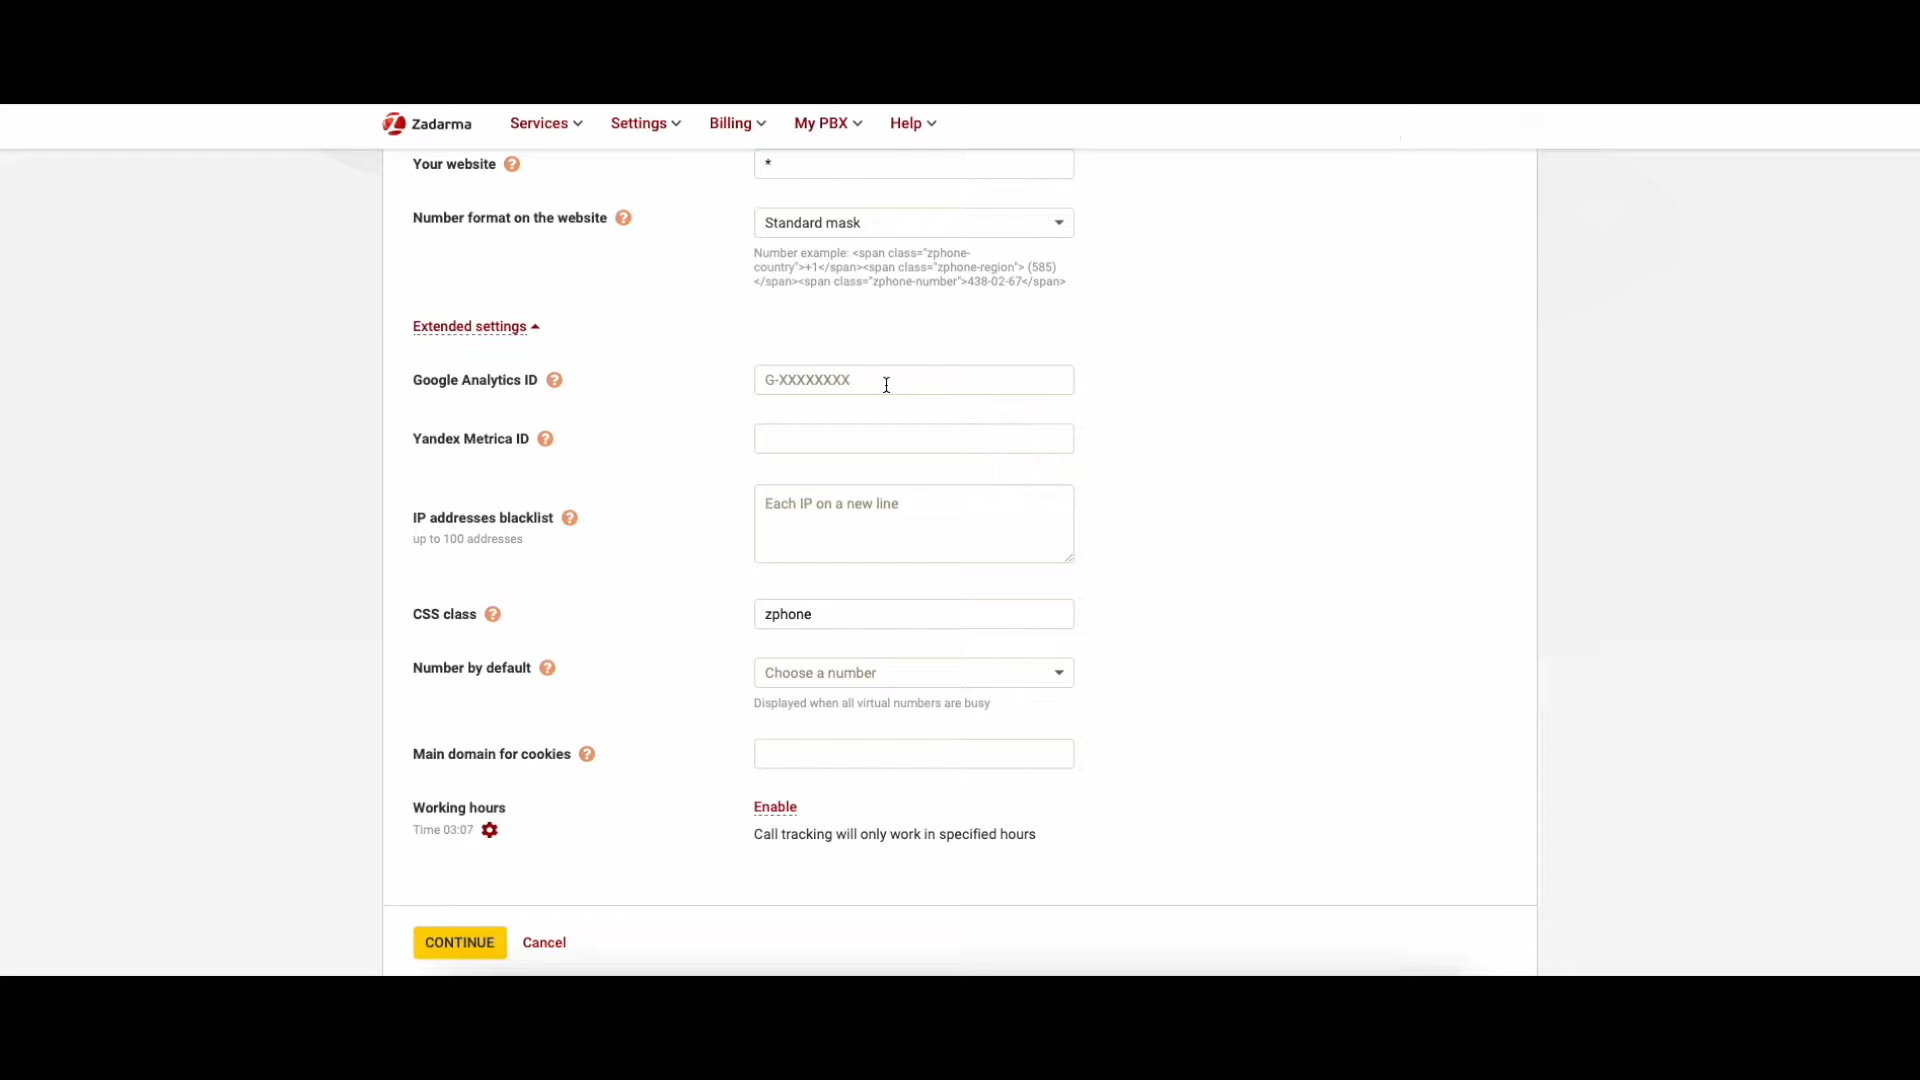 Zadarma
Services
Settings
Billing
My PBX
Help
Your website ?
*
Number format on the website ?
Standard mask
Number example: <span class="zphone-
country">+1</span><span class="zphone-region"> (585)
</span><span class="zphone-number">438-02-67</span>
Extended settings
Google Analytics ID ?
G-XXXXXXXX
Yandex Metrica ID ?
IP addresses blacklist ?
up to 100 addresses
Each IP on a new line
CSS class ?
zphone
Number by default ?
Choose a number
Displayed when all virtual numbers are busy
Main domain for cookies ?
Working hours
Time 03:07
Enable
Call tracking will only work in specified hours
CONTINUE
Cancel